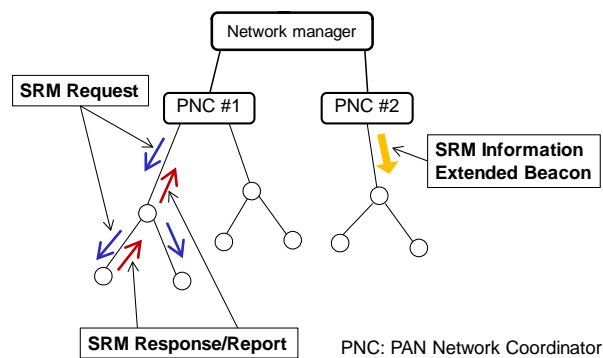 Network manager
SRM Request
PNC #1
PNC #2
SRM Information
Extended Beacon
SRM Response/Report
PNC: PAN Network Coordinator